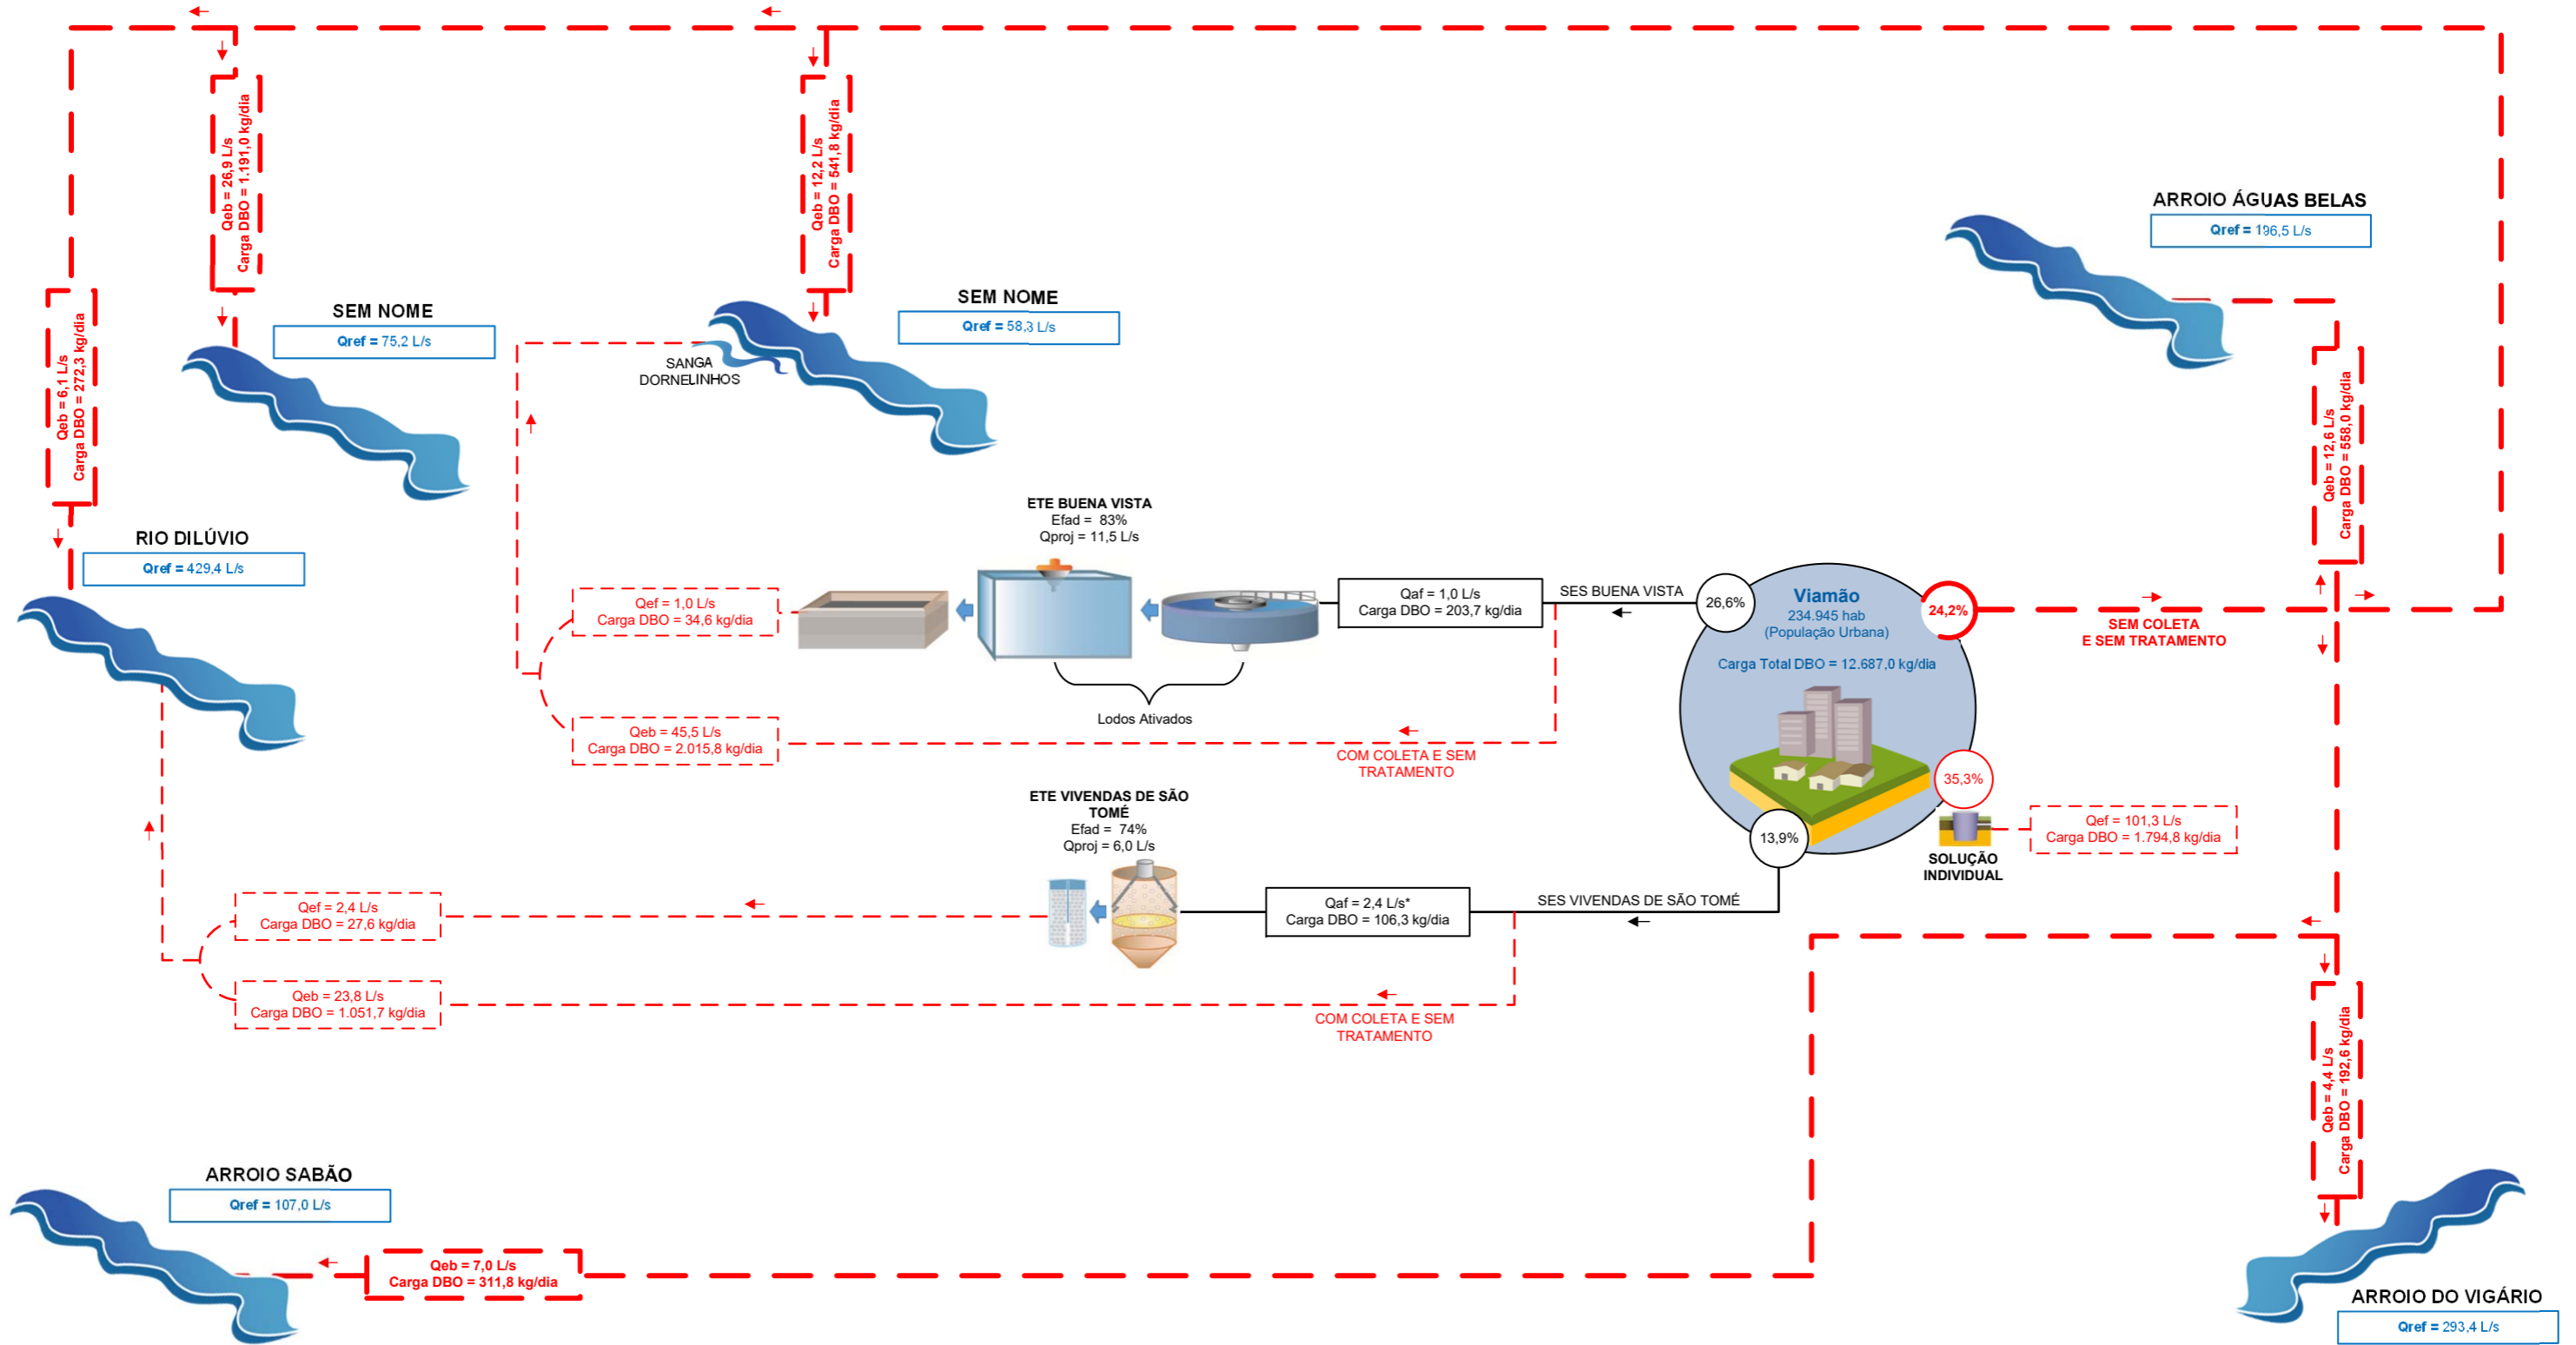 Qeb = 26,9 L/s
Carga DBO = 1.191,0 kg/dia
Qeb = 12,2 L/s
Carga DBO = 541,8 kg/dia
ARROIO ÁGUAS BELAS
Qref = 196,5 L/s
SEM NOME
Qref = 75,2 L/s
SEM NOME
Qref = 58,3 L/s
SANGA
DORNELINHOS
Qeb = 6,1 L/s
Carga DBO = 272,3 kg/dia
Qeb = 12,6 L/s
Carga DBO = 558,0 kg/dia
RIO DILÚVIO
Qref = 429,4 L/s
ETE BUENA VISTA
Efad = 83%
Qproj = 11,5 L/s
Qef = 1,0 L/s
Carga DBO = 34,6 kg/dia
Qaf = 1,0 L/s
Carga DBO = 203,7 kg/dia
SES BUENA VISTA
26,6%
Viamão
234.945 hab
(População Urbana)
Carga Total DBO = 12.687,0 kg/dia
24,2%
SEM COLETA
E SEM TRATAMENTO
Lodos Ativados
Qeb = 45,5 L/s
Carga DBO = 2.015,8 kg/dia
COM COLETA E SEM
TRATAMENTO
35,3%
Qef = 101,3 L/s
Carga DBO = 1.794,8 kg/dia
SOLUÇÃO
INDIVIDUAL
13,9%
ETE VIVENDAS DE SÃO
TOMÉ
Efad = 74%
Qproj = 6,0 L/s
Qef = 2,4 L/s
Carga DBO = 27,6 kg/dia
Qaf = 2,4 L/s*
Carga DBO = 106,3 kg/dia
SES VIVENDAS DE SÃO TOMÉ
Qeb = 23,8 L/s
Carga DBO = 1.051,7 kg/dia
COM COLETA E SEM
TRATAMENTO
Qeb = 4,4 L/s
Carga DBO = 192,6 kg/dia
ARROIO SABÃO
Qref = 107,0 L/s
Qeb = 7,0 L/s
Carga DBO = 311,8 kg/dia
ARROIO DO VIGÁRIO
Qref = 293,4 L/s